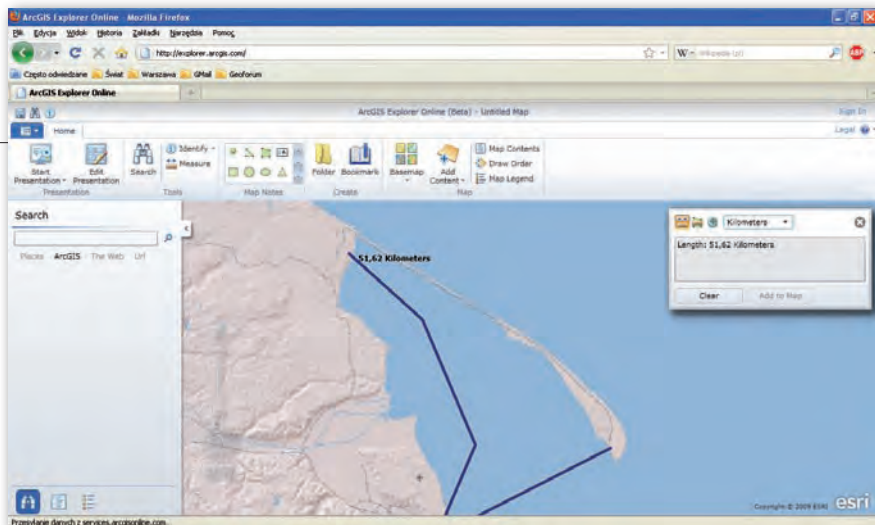 ArcGIS Explorer Online - Mozilla Firefox
Plik Edycja Widok Historia Zakładki Narzędzia Pomoc
http://explorer.arcgis.com/
W
ABP
Często odwiedzane Świat Warszawa GMail Geoforum
ArcGIS Explorer Online
ArcGIS Explorer Online (Beta) - Untitled Map
Sign In
Home
Legal
Start Presentation
Edit Presentation
Presentation
Search
Identify
Measure
Tools
Map Notes
Folder
Bookmark
Create
Basemap
Add Content
Map Contents
Draw Order
Map Legend
Map
Search
Places ArcGIS The Web Url
51,62 Kilometers
Kilometers
Length: 51,62 Kilometers
Clear
Add to Map
Copyright © 2009 ESRI
esri
Przesyłanie danych z services.arcgisonline.com...